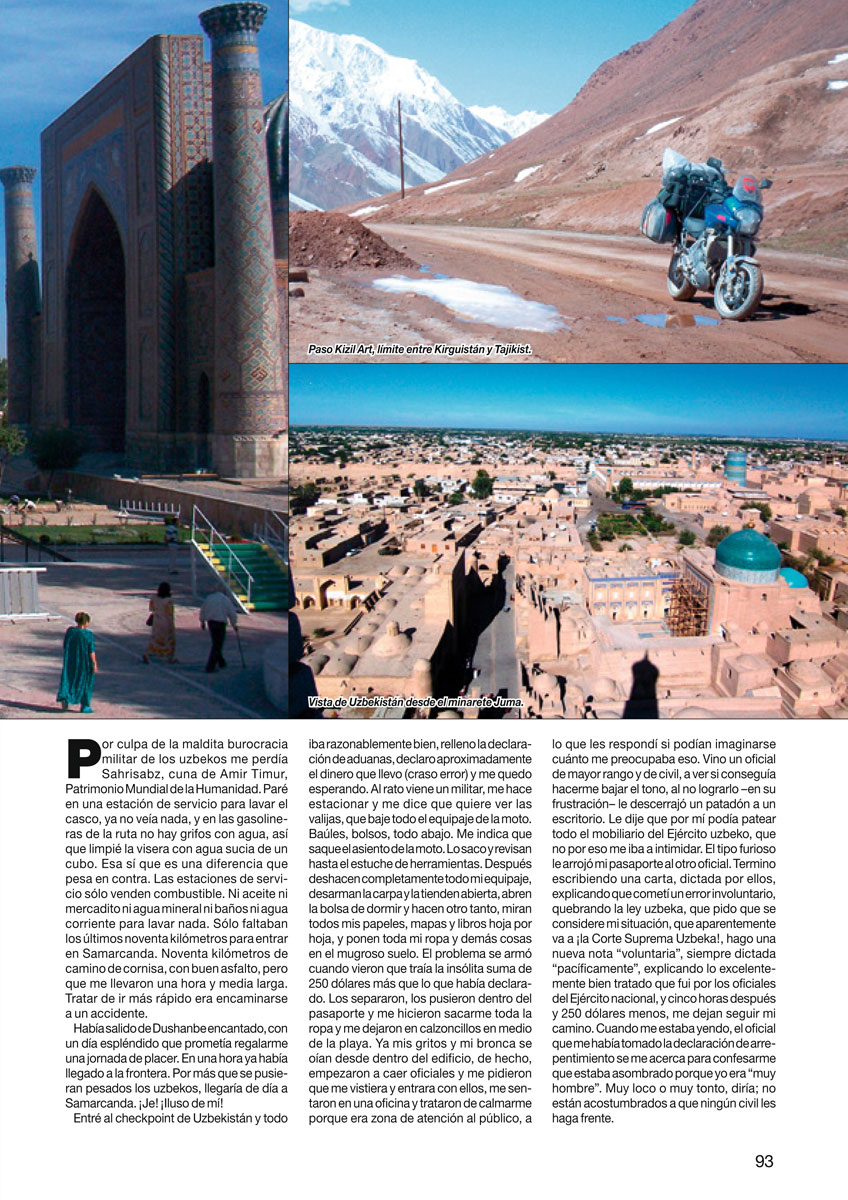 Paso Kizil Art, límite entre Kirguistán y Tajikist.
Vista de Uzbekistán desde el minarete Juma.
Por culpa de la maldita burocracia
militar de los uzbekos me perdía
Sahrisabz, cuna de Amir Timur,
Patrimonio Mundial de la Humanidad. Paré
en una estación de servicio para lavar el
casco, ya no veía nada, y en las gasoline-
ras de la ruta no hay grifos con agua, así
que limpié la visera con agua sucia de un
cubo. Esa sí que es una diferencia que
pesa en contra. Las estaciones de servi-
cio sólo venden combustible. Ni aceite ni
mercadito ni agua mineral ni baños ni agua
corriente para lavar nada. Sólo faltaban
los últimos noventa kilómetros para entrar
en Samarcanda. Noventa kilómetros de
camino de cornisa, con buen asfalto, pero
que me llevaron una hora y media larga.
Tratar de ir más rápido era encaminarse
a un accidente.
Había salido de Dushanbe encantado, con
un día espléndido que prometía regalarme
una jornada de placer. En una hora ya había
llegado a la frontera. Por más que se pusie-
ran pesados los uzbekos, llegaría de día a
Samarcanda. ¡Je! ¡Iluso de mí!
Entré al checkpoint de Uzbekistán y todo
iba razonablemente bien, relleno la declara-
ción de aduanas, declaro aproximadamente
el dinero que llevo (craso error) y me quedo
esperando. Al rato viene un militar, me hace
estacionar y me dice que quiere ver las
valijas, que baje todo el equipaje de la moto.
Baúles, bolsos, todo abajo. Me indica que
saque el asiento de la moto. Lo saco y revisan
hasta el estuche de herramientas. Después
deshacen completamente todo mi equipaje,
desarman la carpa y la tienden abierta, abren
la bolsa de dormir y hacen otro tanto, miran
todos mis papeles, mapas y libros hoja por
hoja, y ponen toda mi ropa y demás cosas
en el mugroso suelo. El problema se armó
cuando vieron que traía la insólita suma de
250 dólares más que lo que había declara-
do. Los separaron, los pusieron dentro del
pasaporte y me hicieron sacarme toda la
ropa y me dejaron en calzoncillos en medio
de la playa. Ya mis gritos y mi bronca se
oían desde dentro del edificio, de hecho,
empezaron a caer oficiales y me pidieron
que me vistiera y entrara con ellos, me sen-
taron en una oficina y trataron de calmarme
porque era zona de atención al público, a
lo que les respondí si podían imaginarse
cuánto me preocupaba eso. Vino un oficial
de mayor rango y de civil, a ver si conseguía
hacerme bajar el tono, al no lograrlo –en su
frustración– le descerrajó un patadón a un
escritorio. Le dije que por mí podía patear
todo el mobiliario del Ejército uzbeko, que
no por eso me iba a intimidar. El tipo furioso
le arrojó mi pasaporte al otro oficial. Termino
escribiendo una carta, dictada por ellos,
explicando que cometí un error involuntario,
quebrando la ley uzbeka, que pido que se
considere mi situación, que aparentemente
va a ¡la Corte Suprema Uzbeka!, hago una
nueva nota “voluntaria”, siempre dictada
“pacíficamente”, explicando lo excelente-
mente bien tratado que fui por los oficiales
del Ejército nacional, y cinco horas después
y 250 dólares menos, me dejan seguir mi
camino. Cuando me estaba yendo, el oficial
que me había tomado la declaración de arre-
pentimiento se me acerca para confesarme
que estaba asombrado porque yo era “muy
hombre”. Muy loco o muy tonto, diría; no
están acostumbrados a que ningún civil les
haga frente.
93